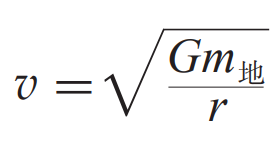 v = √(Gm地/r)